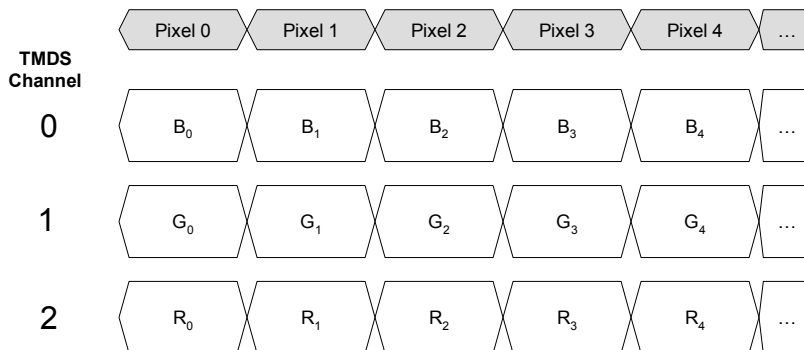 Pixel 0 Pixel 1 Pixel 2 Pixel 3 Pixel 4 ...
TMDS
Channel
0 B₀ B₁ B₂ B₃ B₄ ...
1 G₀ G₁ G₂ G₃ G₄ ...
2 R₀ R₁ R₂ R₃ R₄ ...